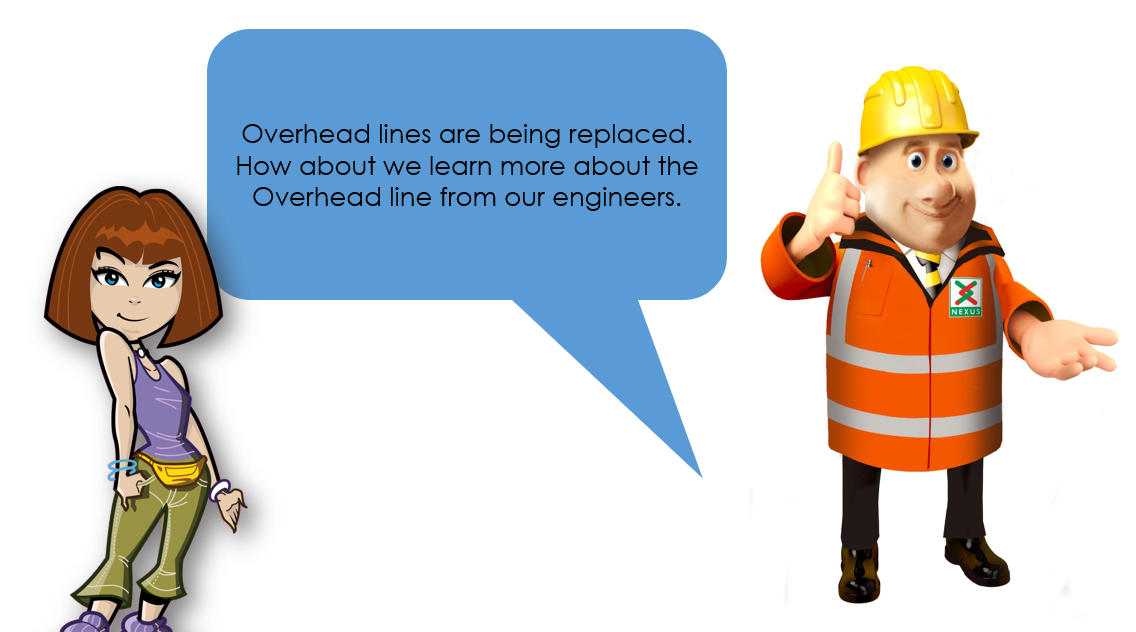 Overhead lines are being replaced.
How about we learn more about the
Overhead line from our engineers.
NEXUS